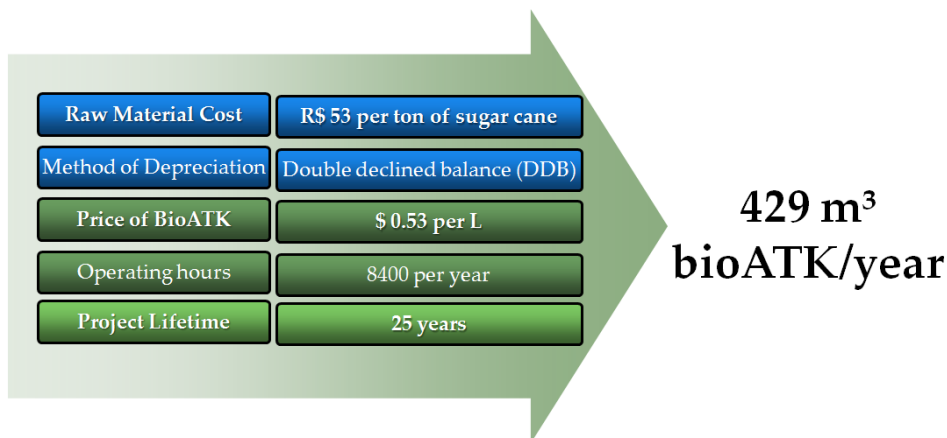 Raw Material Cost R$ 53 per ton of sugar cane
Method of Depreciation Double declined balance (DDB)
Price of BioATK $ 0.53 per L
Operating hours 8400 per year
Project Lifetime 25 years
429 m³
bioATK/year